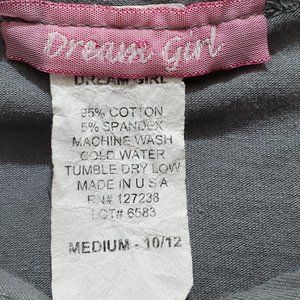 Dream Girl
DREAM GIRL
95% COTTON
5% SPANDEX
MACHINE WASH
COLD WATER
TUMBLE DRY LOW
MADE IN U S A
RN# 127238
LOT# 6583
MEDIUM - 10/12